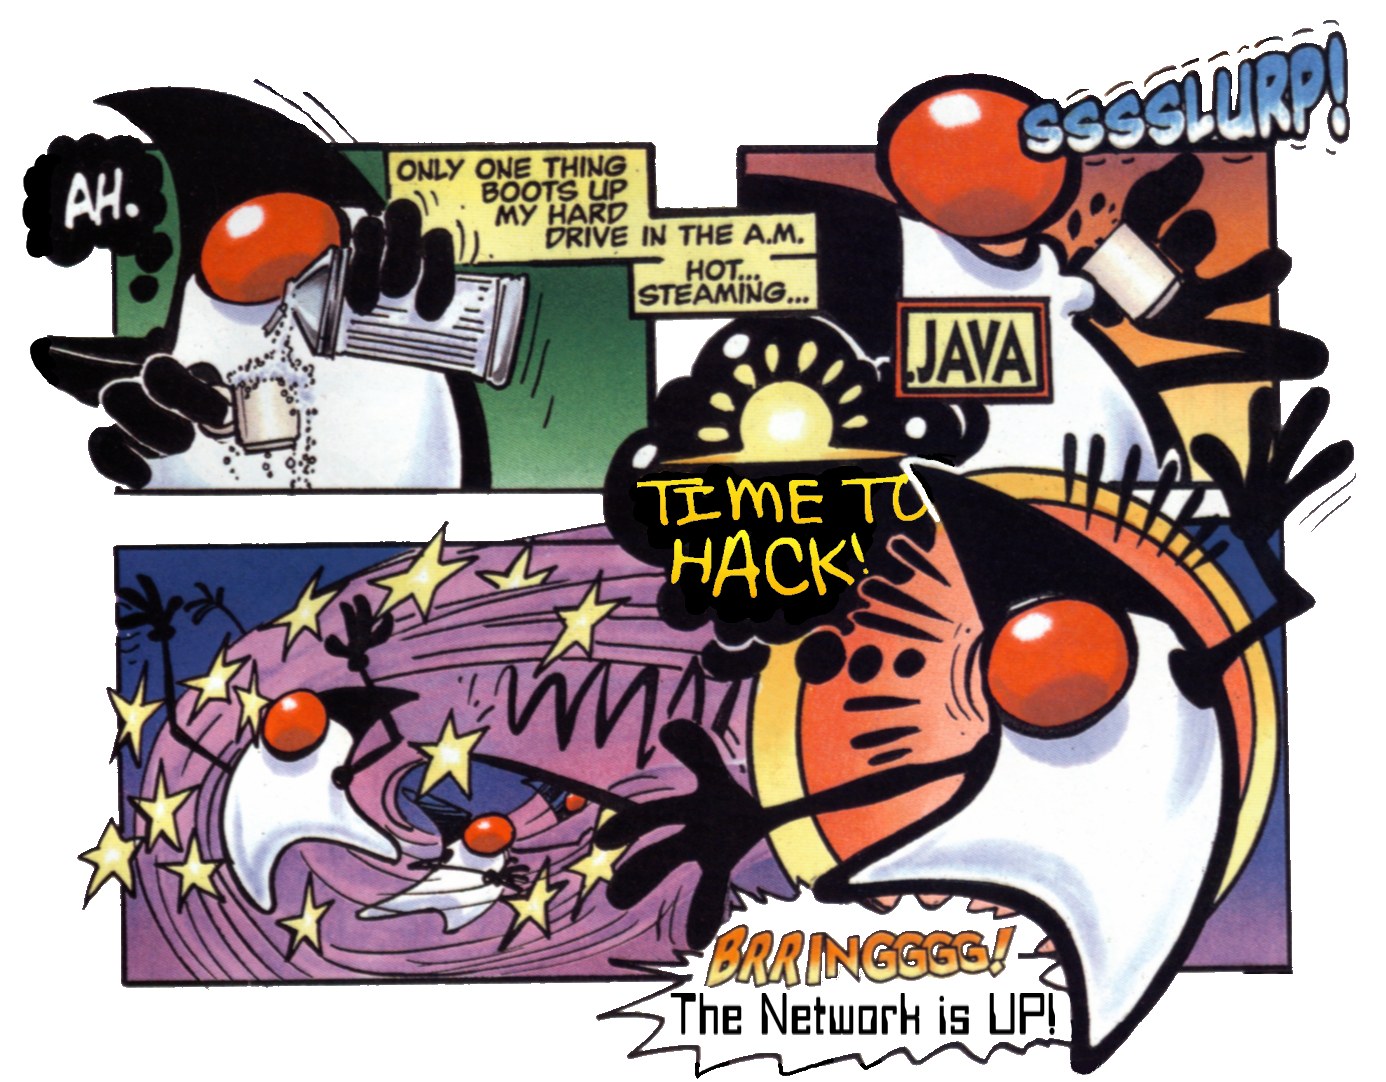 AH.
ONLY ONE THING
BOOTS UP
MY HARD
DRIVE IN THE A.M.
HOT...
STEAMING...
SSSSLURP!
.JAVA
TIME TO
HACK!
BRRINGGGG!
The Network is UP!